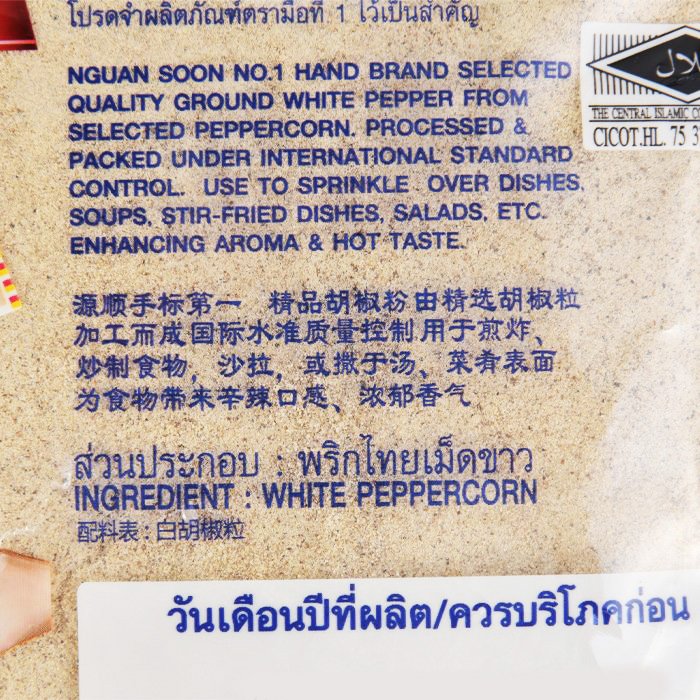 โปรดจำผลิตภัณฑ์ตรามือที่ 1 ไว้เป็นสำคัญ
NGUAN SOON NO.1 HAND BRAND SELECTED
QUALITY GROUND WHITE PEPPER FROM
SELECTED PEPPERCORN. PROCESSED &
PACKED UNDER INTERNATIONAL STANDARD
CONTROL. USE TO SPRINKLE OVER DISHES,
SOUPS, STIR-FRIED DISHES, SALADS, ETC.
ENHANCING AROMA & HOT TASTE.
حلال
THE CENTRAL ISLAMIC
CICOT.HL. 75 3
源顺手标第一 精品胡椒粉由精选胡椒粒
加工而成国际水准质量控制用于煎炸、
炒制食物，沙拉，或撒于汤、菜肴表面
为食物带来辛辣口感、浓郁香气
ส่วนประกอบ : พริกไทยเม็ดขาว
INGREDIENT : WHITE PEPPERCORN
配料表：白胡椒粒
วันเดือนปีที่ผลิต/ควรบริโภคก่อน